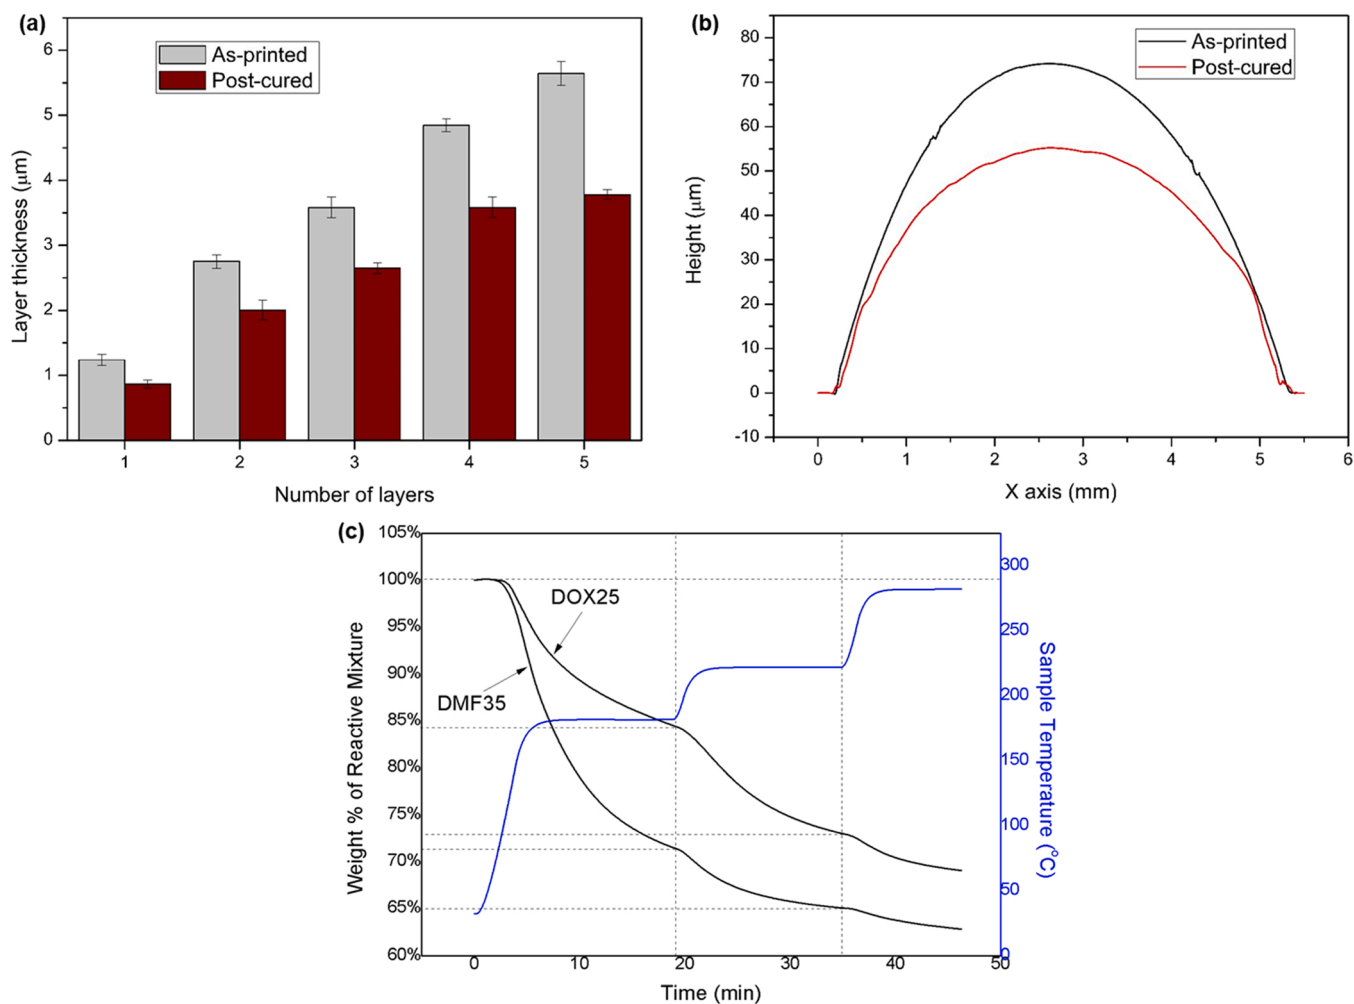 (a)
6
5
4
3
2
1
0
Layer thickness (μm)
As-printed
Post-cured
1 2 3 4 5
Number of layers
(b)
80
70
60
50
40
30
20
10
0
-10
Height (μm)
As-printed
Post-cured
0 1 2 3 4 5 6
X axis (mm)
(c)
105%
100%
95%
90%
85%
80%
75%
70%
65%
60%
Weight % of Reactive Mixture
DOX25
DMF35
300
250
200
150
100
50
0
Sample Temperature (°C)
0 10 20 30 40 50
Time (min)